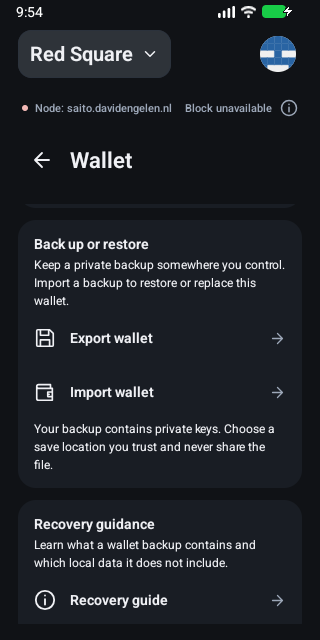 9:54
Red Square
Node: saito.davidengelen.nl Block unavailable
Wallet
Back up or restore
Keep a private backup somewhere you control.
Import a backup to restore or replace this
wallet.
Export wallet
Import wallet
Your backup contains private keys. Choose a
save location you trust and never share the
file.
Recovery guidance
Learn what a wallet backup contains and
which local data it does not include.
Recovery guide